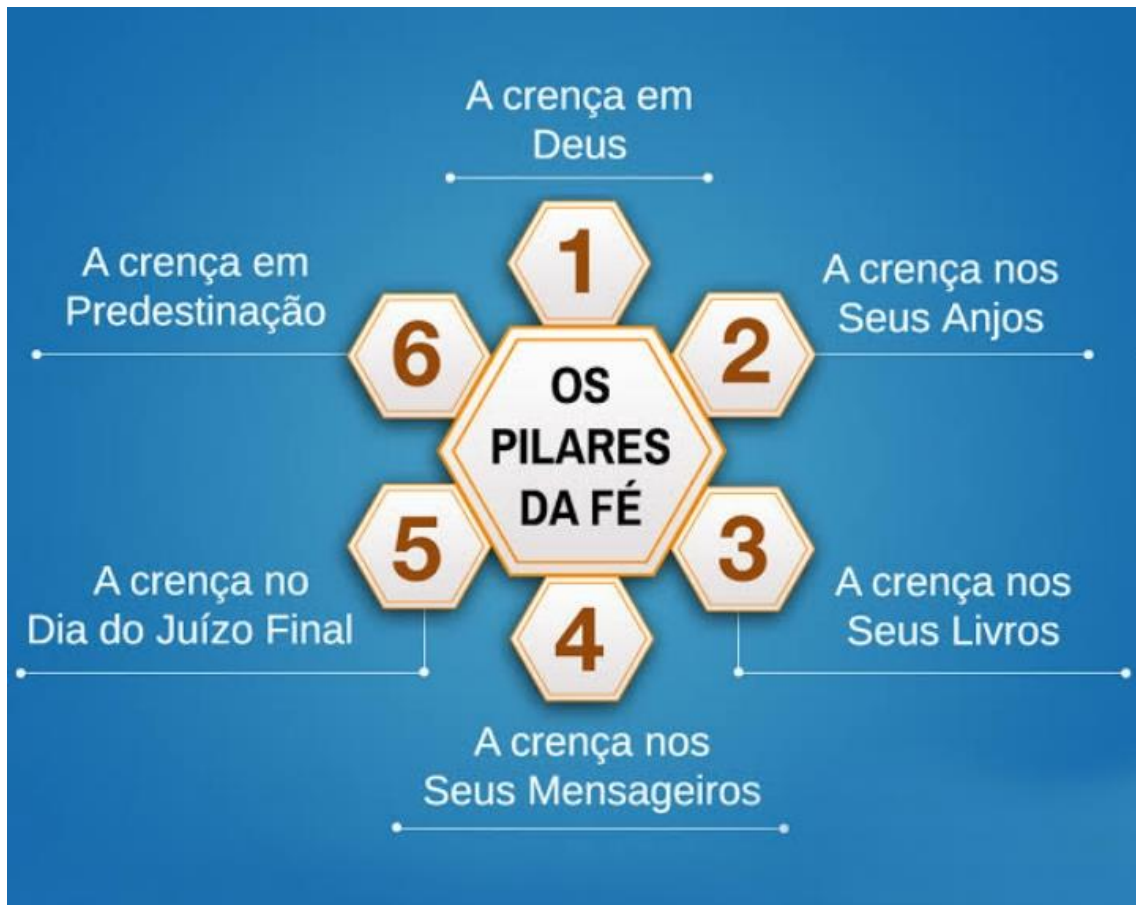 A crença em
Deus
1
A crença nos
Seus Anjos
2
A crença nos
Seus Livros
3
A crença nos
Seus Mensageiros
4
A crença no
Dia do Juízo Final
5
A crença em
Predestinação
6
OS
PILARES
DA FÉ